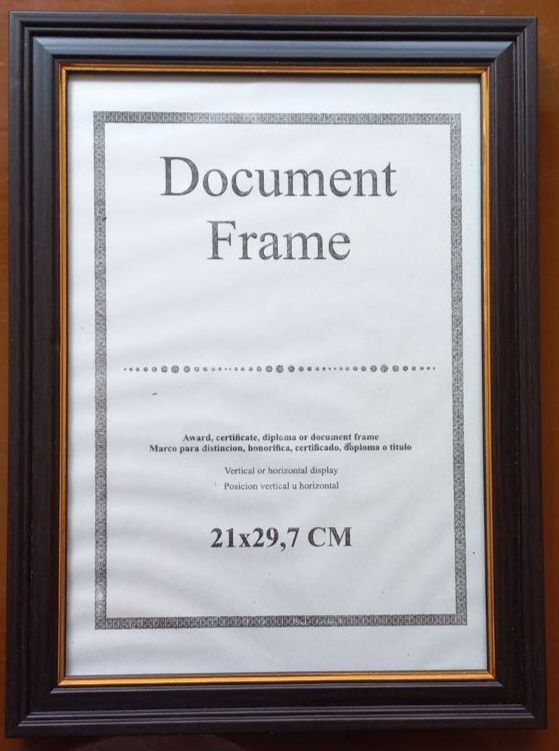 Document
Frame
Award, certificate, diploma or document frame
Marco para distincion, honorifica, certificado, doploma o titulo
Vertical or horizontal display
Posicion vertical u horizontal
21x29,7 CM